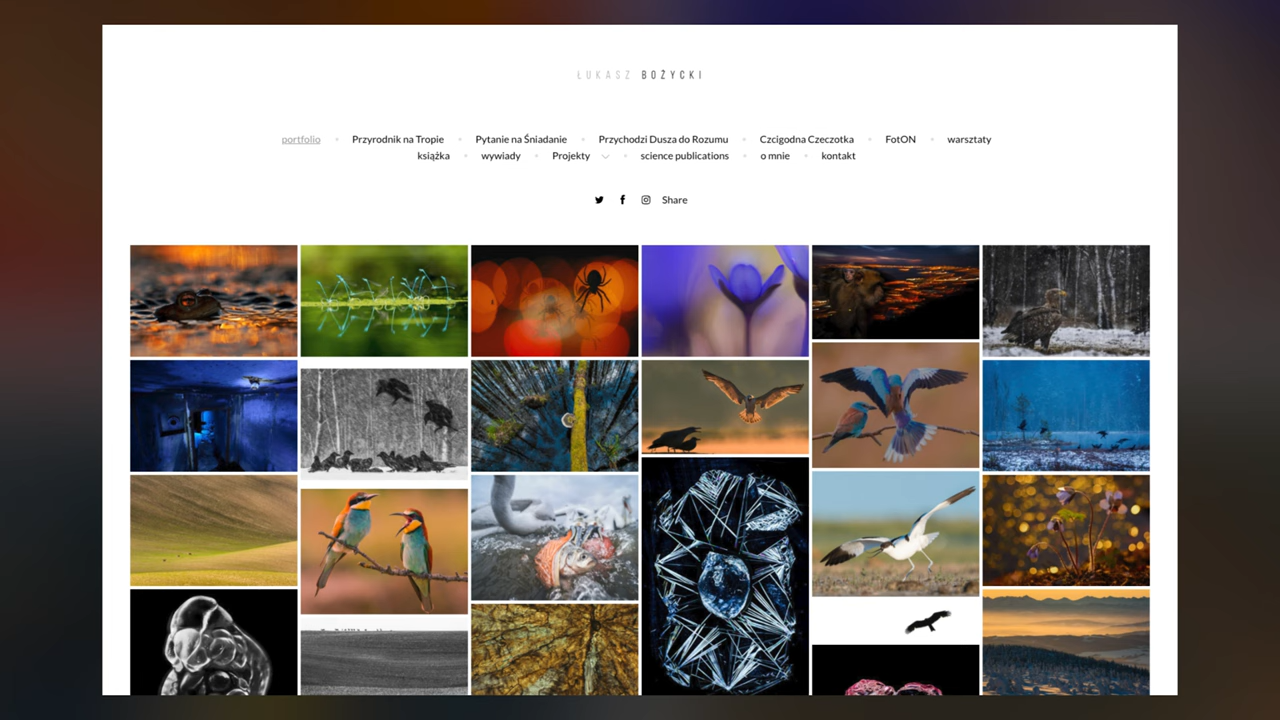 ŁUKASZ BOŻYCKI
portfolio Przyrodnik na Tropie Pytanie na Śniadanie Przychodzi Dusza do Rozumu Czcigodna Czeczotka FotON warsztaty
książka wywiady Projekty science publications o mnie kontakt
Share